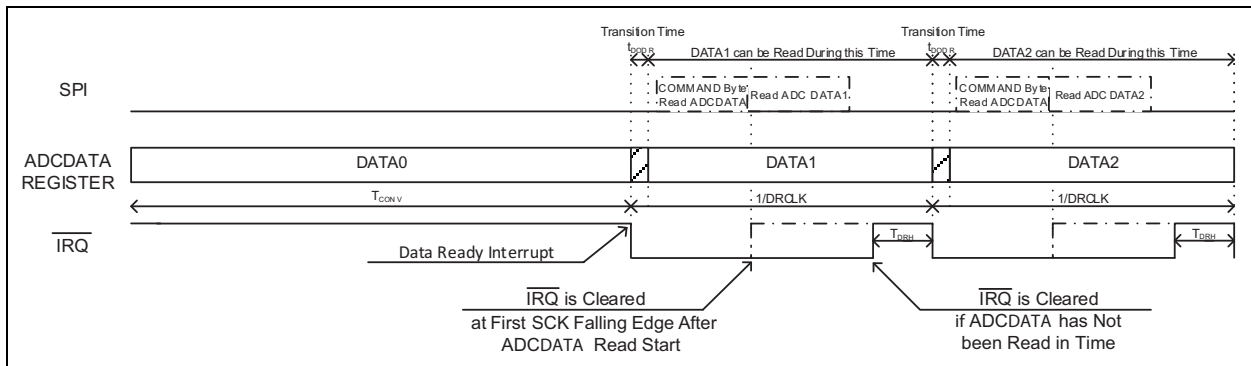 Transition Time
Transition Time
tDODR
DATA1 can be Read During this Time
tDODR
DATA2 can be Read During this Time
SPI
COMMAND Byte
Read ADCDATA
Read ADC DATA1
COMMAND Byte
Read ADCDATA
Read ADC DATA2
ADCDATA
REGISTER
DATA0
DATA1
DATA2
TCONV
1/DRCLK
1/DRCLK
IRQ
TDRH
TDRH
Data Ready Interrupt
IRQ is Cleared
at First SCK Falling Edge After
ADCDATA Read Start
IRQ is Cleared
if ADCDATA has Not
been Read in Time